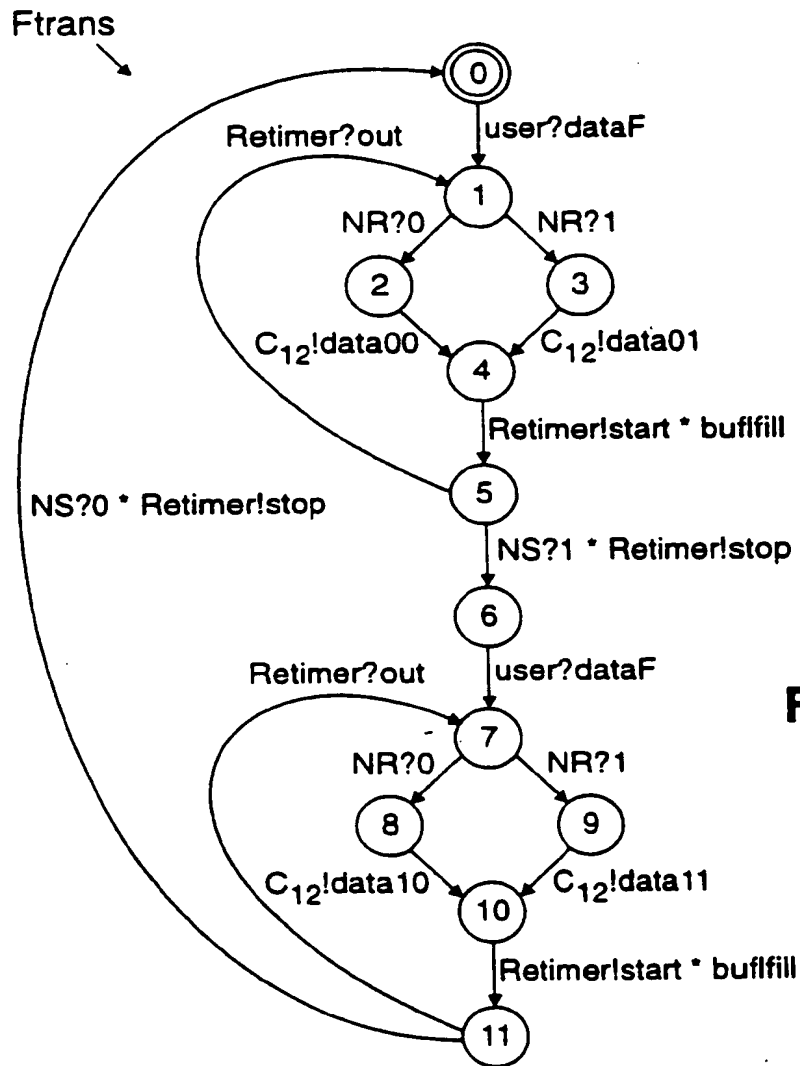 Ftrans
0
user?dataF
Retimer?out
1
NR?0
NR?1
2
3
C12!data00
C12!data01
4
Retimer!start * buflfill
5
NS?0 * Retimer!stop
NS?1 * Retimer!stop
6
Retimer?out
user?dataF
7
F
NR?0
NR?1
8
9
C12!data10
C12!data11
10
Retimer!start * buflfill
11